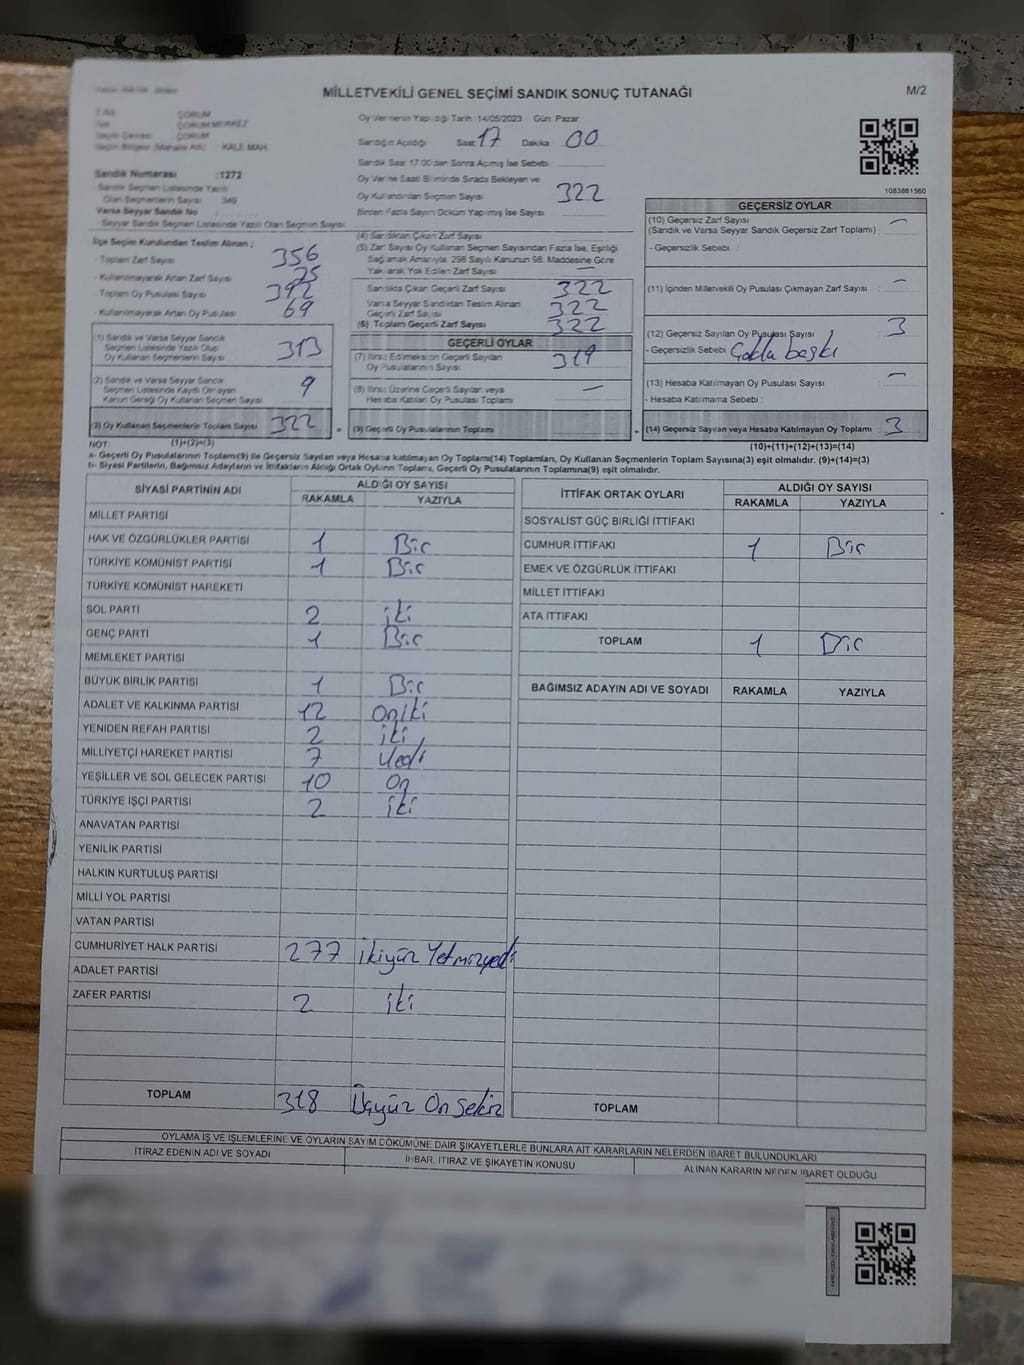 MİLLETVEKİLİ GENEL SEÇİMİ SANDIK SONUÇ TUTANAĞI
M/2
ÇORUM
ÇORUM MERKEZ
ÇORUM
KALE MAH
Oy Vermenin Yapıldığı Tarih :14/05/2023 Gün: Pazar
Sandığın Açıldığı Saat 17 Dakika 00
Sandık Saat 17.00'dan Sonra Açılmış İse Sebebi
Oy Verme Saati Bitiminde Sırada Bekleyen ve
Oy Kullandırılan Seçmen Sayısı 322
Birden Fazla Sayım Döküm Yapılmış İse Sayısı
Sandık Numarası :1272
Sandık Seçmen Listesinde Yazılı
Olan Seçmenlerin Sayısı 349
Varsa Seyyar Sandık No
Seyyar Sandık Seçmen Listesinde Yazılı Olan Seçmen Sayısı
İlçe Seçim Kurulundan Teslim Alınan ;
- Toplam Zarf Sayısı 356
- Kullanılmayarak Artan Zarf Sayısı
- Toplam Oy Pusulası Sayısı 392
- Kullanılmayarak Artan Oy Pusulası 69
(1) Sandık ve Varsa Seyyar Sandık
Seçmen Listesinde Yazılı Olup
Oy Kullanan Seçmenlerin Sayısı 313
(2) Sandık ve Varsa Seyyar Sandık
Seçmen Listesinde Kaydı Olmayan
Kanun Gereği Oy Kullanan Seçmen Sayısı 9
(3) Oy Kullanan Seçmenlerin Toplam Sayısı 322
(4) Sandıktan Çıkan Zarf Sayısı
(5) Zarf Sayısı Oy Kullanan Seçmen Sayısından Fazla İse, Eşitliği
Sağlamak Amacıyla, 298 Sayılı Kanunun 98. Maddesine Göre
Yakılarak Yok Edilen Zarf Sayısı —
Sandıkta Çıkan Geçerli Zarf Sayısı 322
Varsa Seyyar Sandıktan Teslim Alınan
Geçerli Zarf Sayısı 322
(6) Toplam Geçerli Zarf Sayısı 322
GEÇERLİ OYLAR
(7) İtiraz Edilmeksizin Geçerli Sayılan
Oy Pusulalarının Sayısı 319
(8) İtiraz Üzerine Geçerli Sayılan veya
Hesaba Katılan Oy Pusulası Toplamı —
(9) Geçerli Oy Pusulalarının Toplamı
1083861560
GEÇERSİZ OYLAR
(10) Geçersiz Zarf Sayısı
(Sandık ve Varsa Seyyar Sandık Geçersiz Zarf Toplamı) : —
- Geçersizlik Sebebi :
(11) İçinden Milletvekili Oy Pusulası Çıkmayan Zarf Sayısı —
(12) Geçersiz Sayılan Oy Pusulası Sayısı 3
- Geçersizlik Sebebi baskı
(13) Hesaba Katılmayan Oy Pusulası Sayısı —
- Hesaba Katılmama Sebebi :
(14) Geçersiz Sayılan veya Hesaba Katılmayan Oy Toplamı 3
NOT: (1)+(2)=(3)
(10)+(11)+(12)+(13)=(14)
a- Geçerli Oy Pusulaların Toplamı(9) ile Geçersiz Sayılan veya Hesaba katılmayan Oy Toplamı(14) Toplamları, Oy Kullanan Seçmenlerin Toplam Sayısına(3) eşit olmalıdır. (9)+(14)=(3)
b- Siyasi Partilerin, Bağımsız Adayların ve İttifakların Aldığı Ortak Oyların Toplamı, Geçerli Oy Pusulalarının Toplamına(9) eşit olmalıdır.
SİYASİ PARTİNİN ADI ALDIĞI OY SAYISI
RAKAMLA YAZIYLA
MİLLET PARTİSİ
HAK VE ÖZGÜRLÜKLER PARTİSİ 1 Bir
TÜRKİYE KOMÜNİST PARTİSİ 1 Bir
TÜRKİYE KOMÜNİST HAREKETİ
SOL PARTİ 2 iki
GENÇ PARTİ 1 Bir
MEMLEKET PARTİSİ
BÜYÜK BİRLİK PARTİSİ 1 Bir
ADALET VE KALKINMA PARTİSİ 12 Oniki
YENİDEN REFAH PARTİSİ 2 iki
MİLLİYETÇİ HAREKET PARTİSİ 7 Yedi
YEŞİLLER VE SOL GELECEK PARTİSİ 10 On
TÜRKİYE İŞÇİ PARTİSİ 2 iki
ANAVATAN PARTİSİ
YENİLİK PARTİSİ
HALKIN KURTULUŞ PARTİSİ
MİLLİ YOL PARTİSİ
VATAN PARTİSİ
CUMHURİYET HALK PARTİSİ 277 ikiyüz Yetmişyedi
ADALET PARTİSİ
ZAFER PARTİSİ 2 iki
TOPLAM 318 Üçyüz On Sekiz
İTTİFAK ORTAK OYLARI ALDIĞI OY SAYISI
RAKAMLA YAZIYLA
SOSYALİST GÜÇ BİRLİĞİ İTTİFAKI
CUMHUR İTTİFAKI 1 Bir
EMEK VE ÖZGÜRLÜK İTTİFAKI
MİLLET İTTİFAKI
ATA İTTİFAKI
TOPLAM 1 Bir
BAĞIMSIZ ADAYIN ADI VE SOYADI RAKAMLA YAZIYLA
TOPLAM
OYLAMA İŞ VE İŞLEMLERİNE VE OYLARIN SAYIM DÖKÜMÜNE DAİR ŞİKAYETLERLE BUNLARA AİT KARARLARIN NELERDEN İBARET BULUNDUKLARI
İTİRAZ EDENİN ADI VE SOYADI
İHBAR, İTİRAZ VE ŞİKAYETİN KONUSU
ALINAN KARARIN NEDEN İBARET OLDUĞU